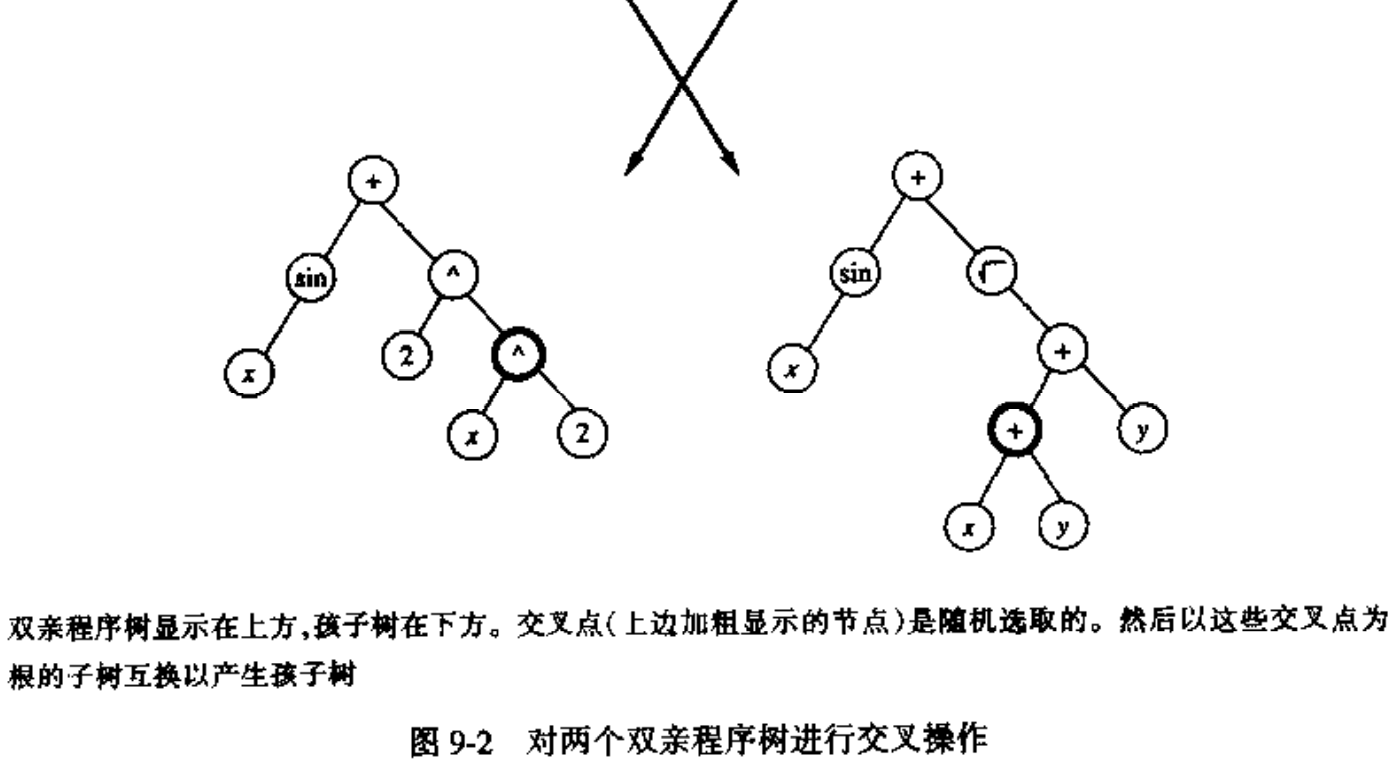 + +
sin ^ sin √
x 2 ^ x +
x 2 + y
x y
双亲程序树显示在上方,孩子树在下方。交叉点(上边加粗显示的节点)是随机选取的。然后以这些交叉点为
根的子树互换以产生孩子树
图 9-2 对两个双亲程序树进行交叉操作